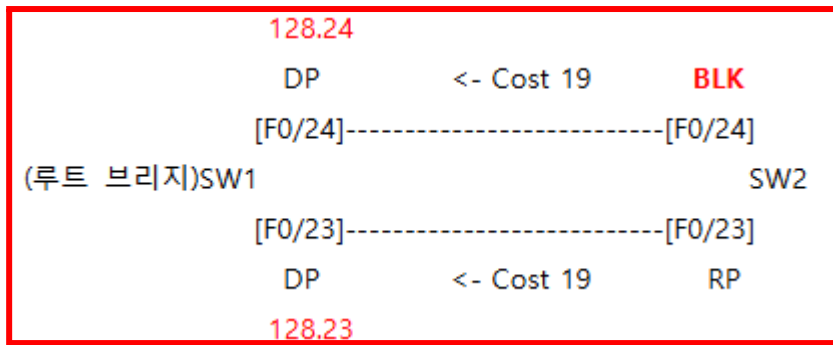 128.24
DP <- Cost 19 BLK
[F0/24]---------------------------[F0/24]
(루트 브리지)SW1 SW2
[F0/23]---------------------------[F0/23]
DP <- Cost 19 RP
128.23